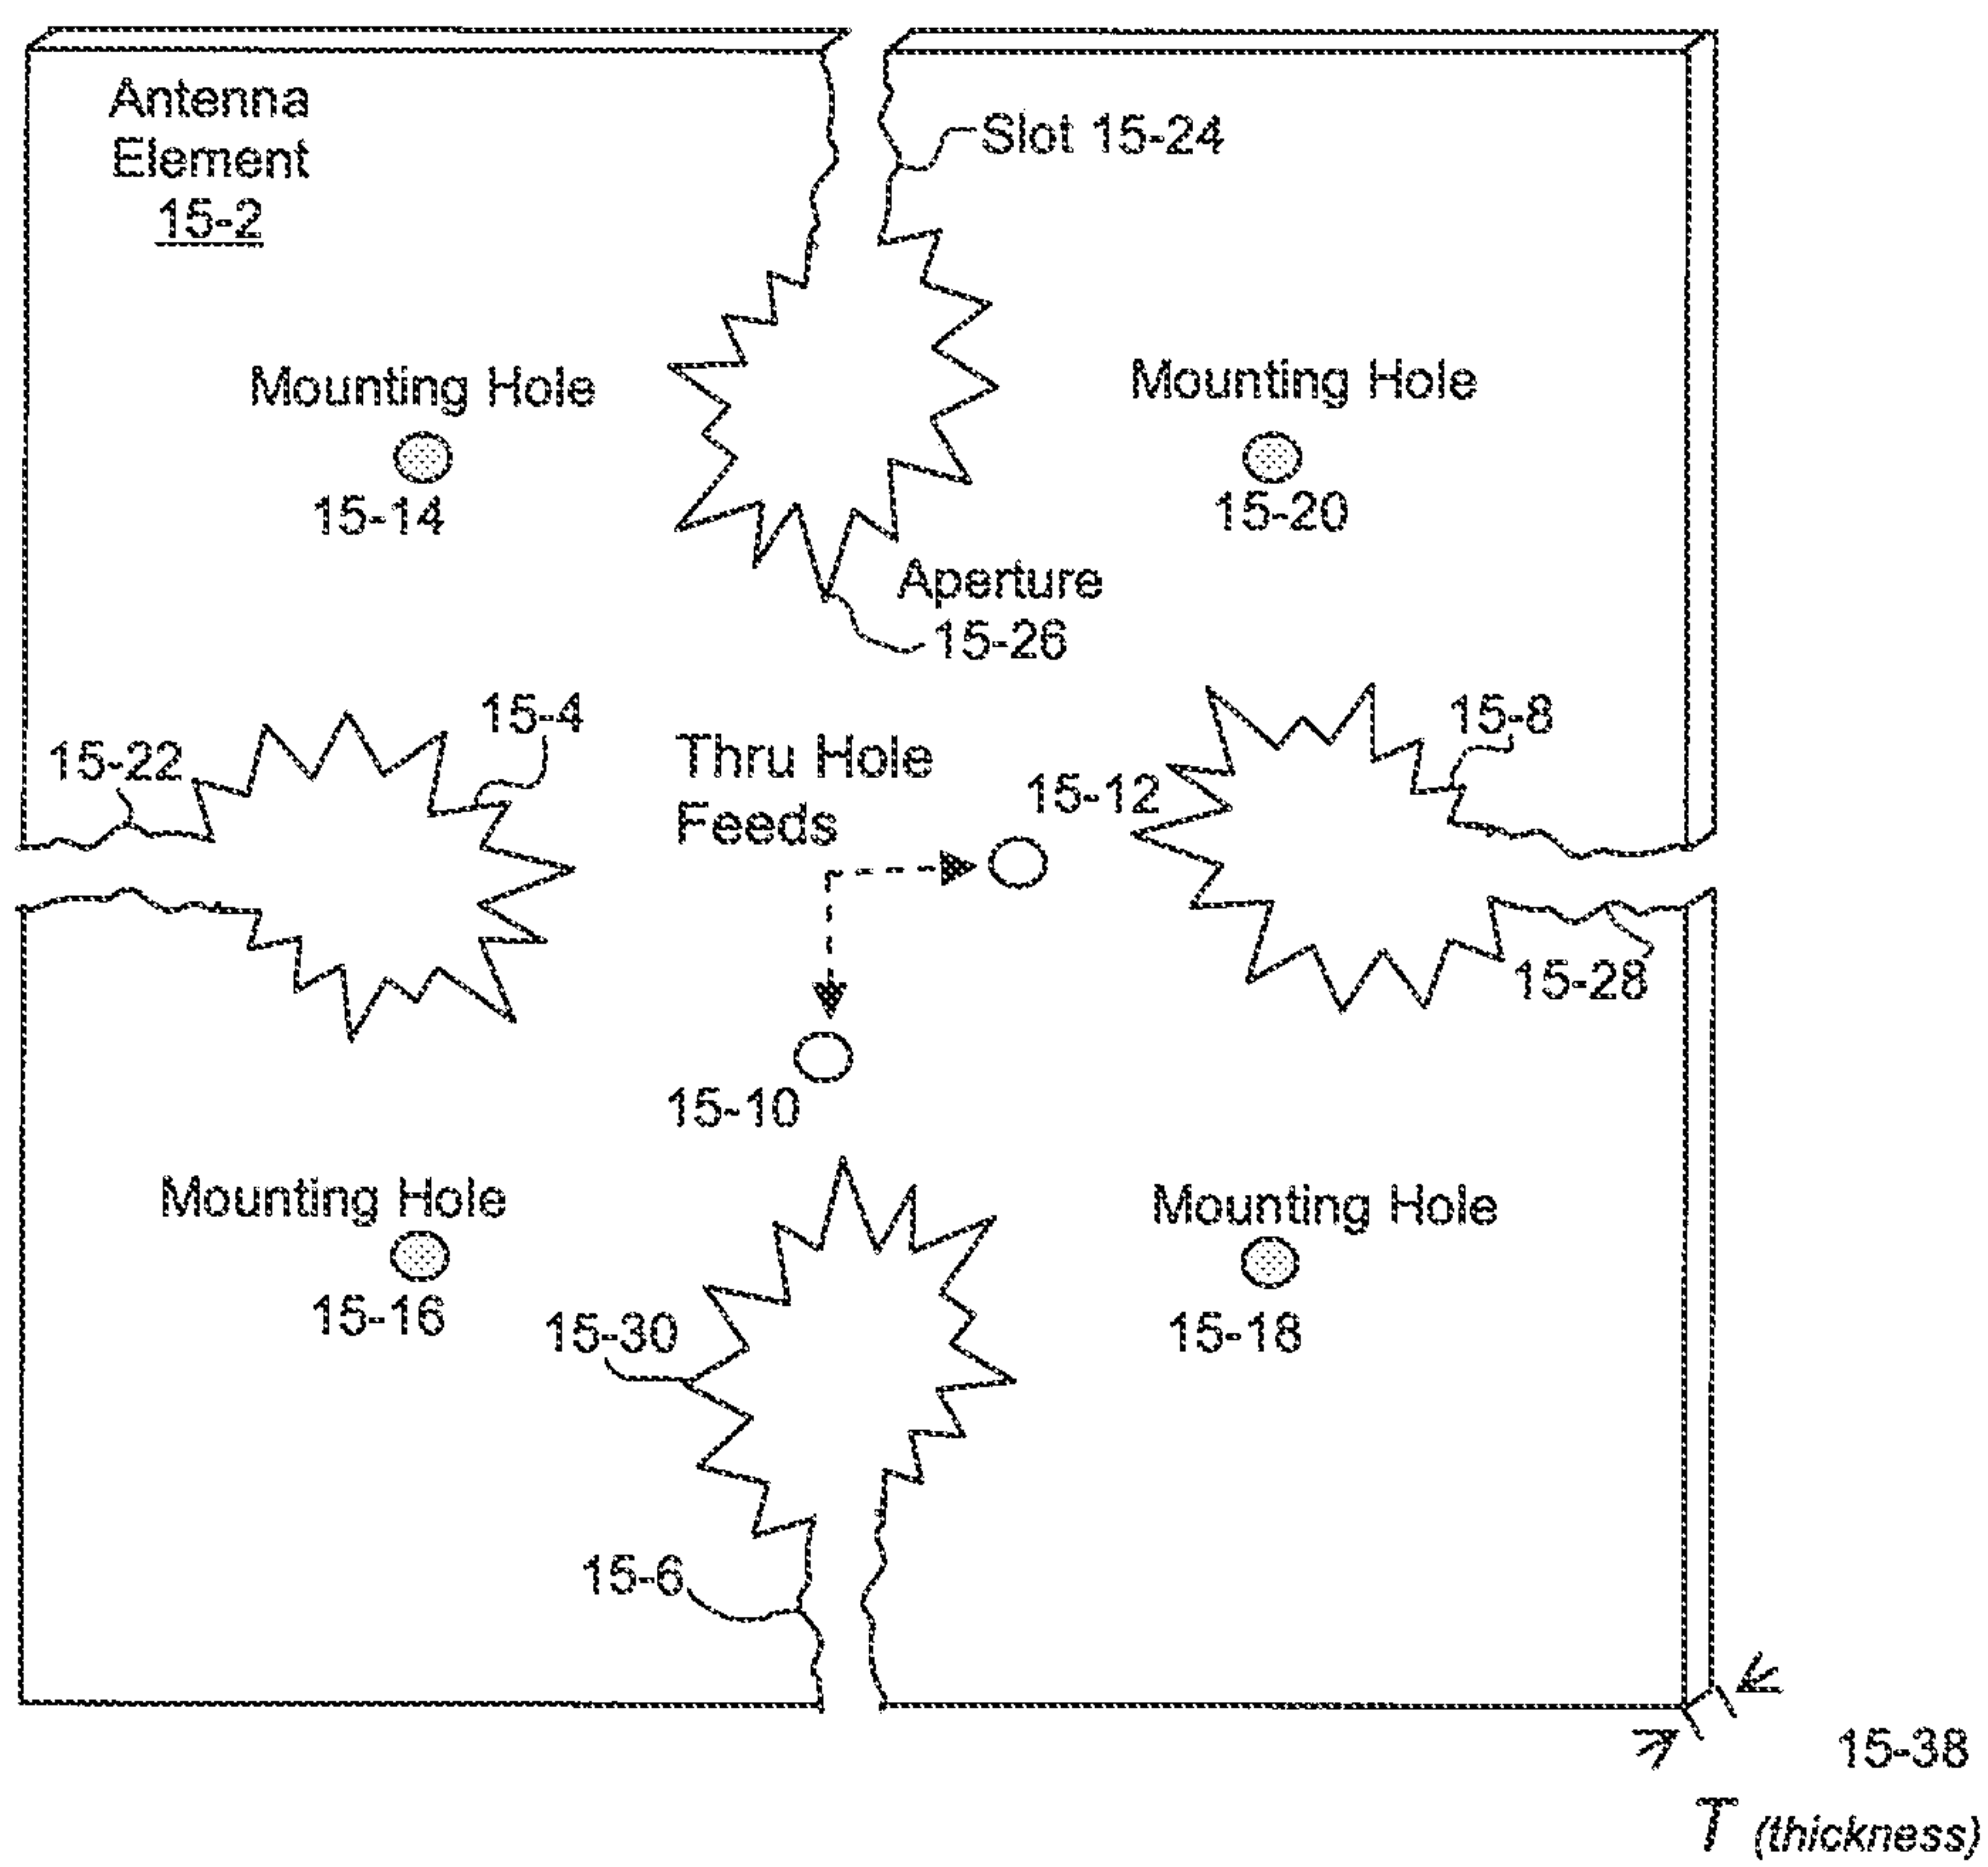 Antenna
Element
15-2
Slot 15-24
Mounting Hole
15-14
Mounting Hole
15-20
Aperture
15-26
15-22
15-4
Thru Hole
Feeds
15-12
15-8
15-28
15-10
Mounting Hole
15-16
Mounting Hole
15-18
15-30
15-6
15-38
T (thickness)